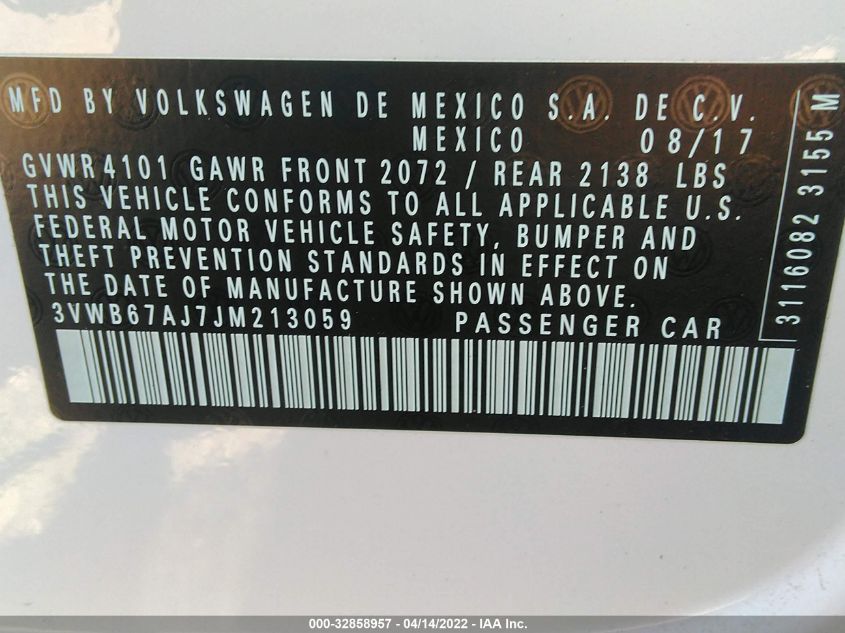 MFD BY VOLKSWAGEN DE MEXICO S.A. DE C.V.
MEXICO 08/17
GVWR 4101 GAWR FRONT 2072 / REAR 2138 LBS
THIS VEHICLE CONFORMS TO ALL APPLICABLE U.S.
FEDERAL MOTOR VEHICLE SAFETY, BUMPER AND
THEFT PREVENTION STANDARDS IN EFFECT ON
THE DATE OF MANUFACTURE SHOWN ABOVE.
3VWB67AJ7JM213059 PASSENGER CAR
3116082 3155 M
000-32858957 - 04/14/2022 - IAA Inc.